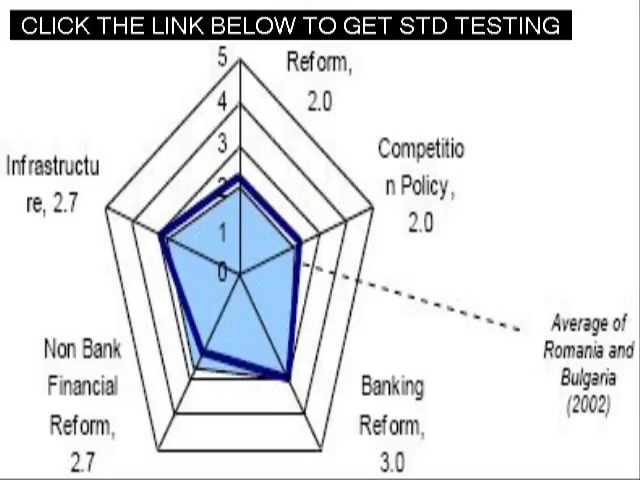 CLICK THE LINK BELOW TO GET STD TESTING
5
Reform,
2.0
4
3
Competitio
n Policy,
2.0
Infrastructu
re, 2.7
2
1
0
Average of
Romania and
Bulgaria
(2002)
Non Bank
Financial
Reform,
2.7
Banking
Reform,
3.0